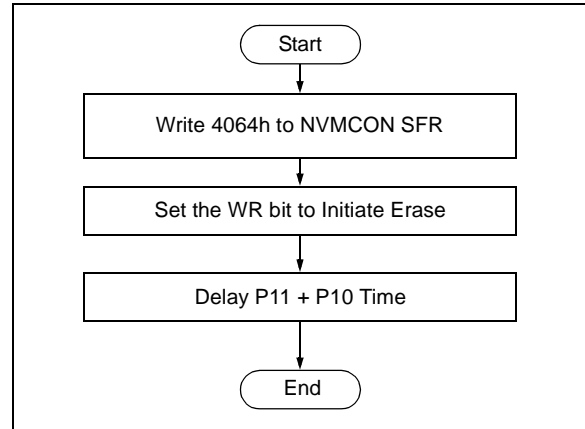 Start
Write 4064h to NVMCON SFR
Set the WR bit to Initiate Erase
Delay P11 + P10 Time
End